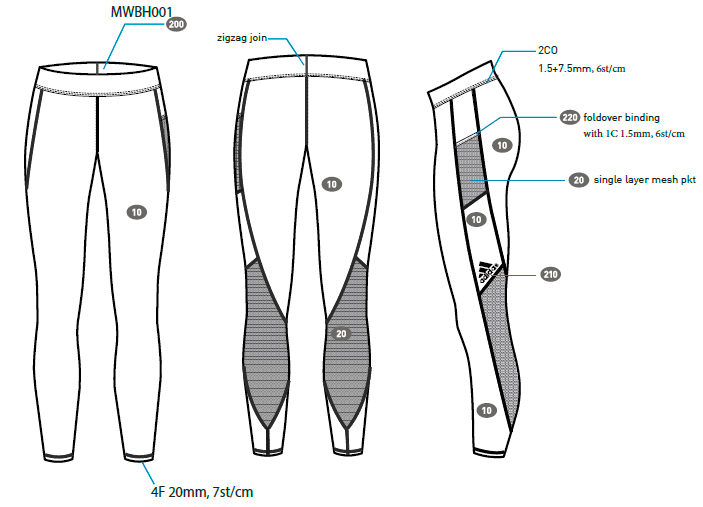 MWBH001
200
zigzag join
2CO
1.5+7.5mm, 6st/cm
220 foldover binding
with 1C 1.5mm, 6st/cm
10
20 single layer mesh pkt
10
10
10
adidas
210
20
10
4F 20mm, 7st/cm